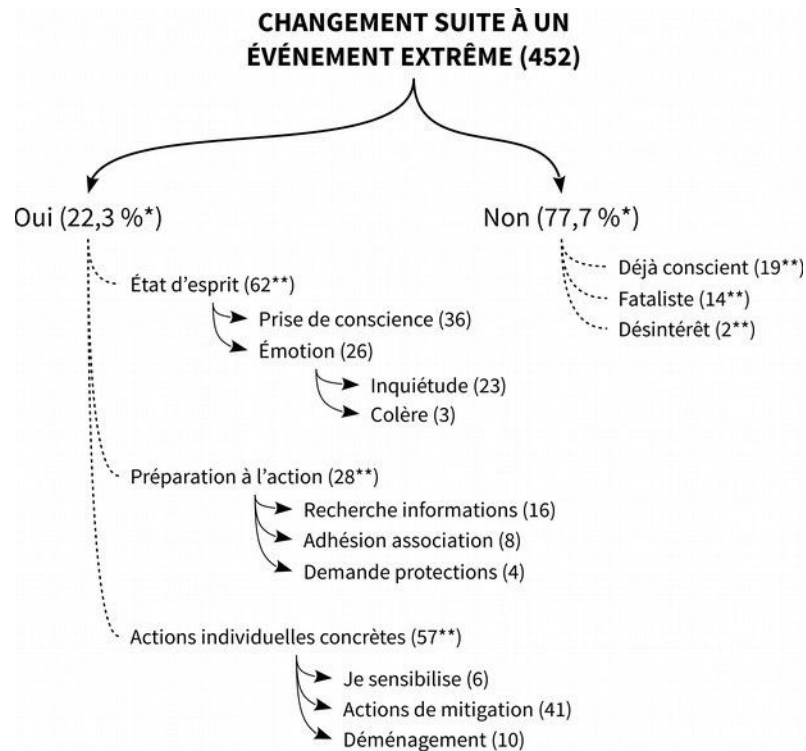 CHANGEMENT SUITE À UN
ÉVÉNEMENT EXTRÊME (452)
Oui (22,3 %*)
Non (77,7 %*)
Déjà conscient (19**)
Fataliste (14**)
Désintérêt (2**)
État d’esprit (62**)
Prise de conscience (36)
Émotion (26)
Inquiétude (23)
Colère (3)
Préparation à l’action (28**)
Recherche informations (16)
Adhésion association (8)
Demande protections (4)
Actions individuelles concrètes (57**)
Je sensibilise (6)
Actions de mitigation (41)
Déménagement (10)